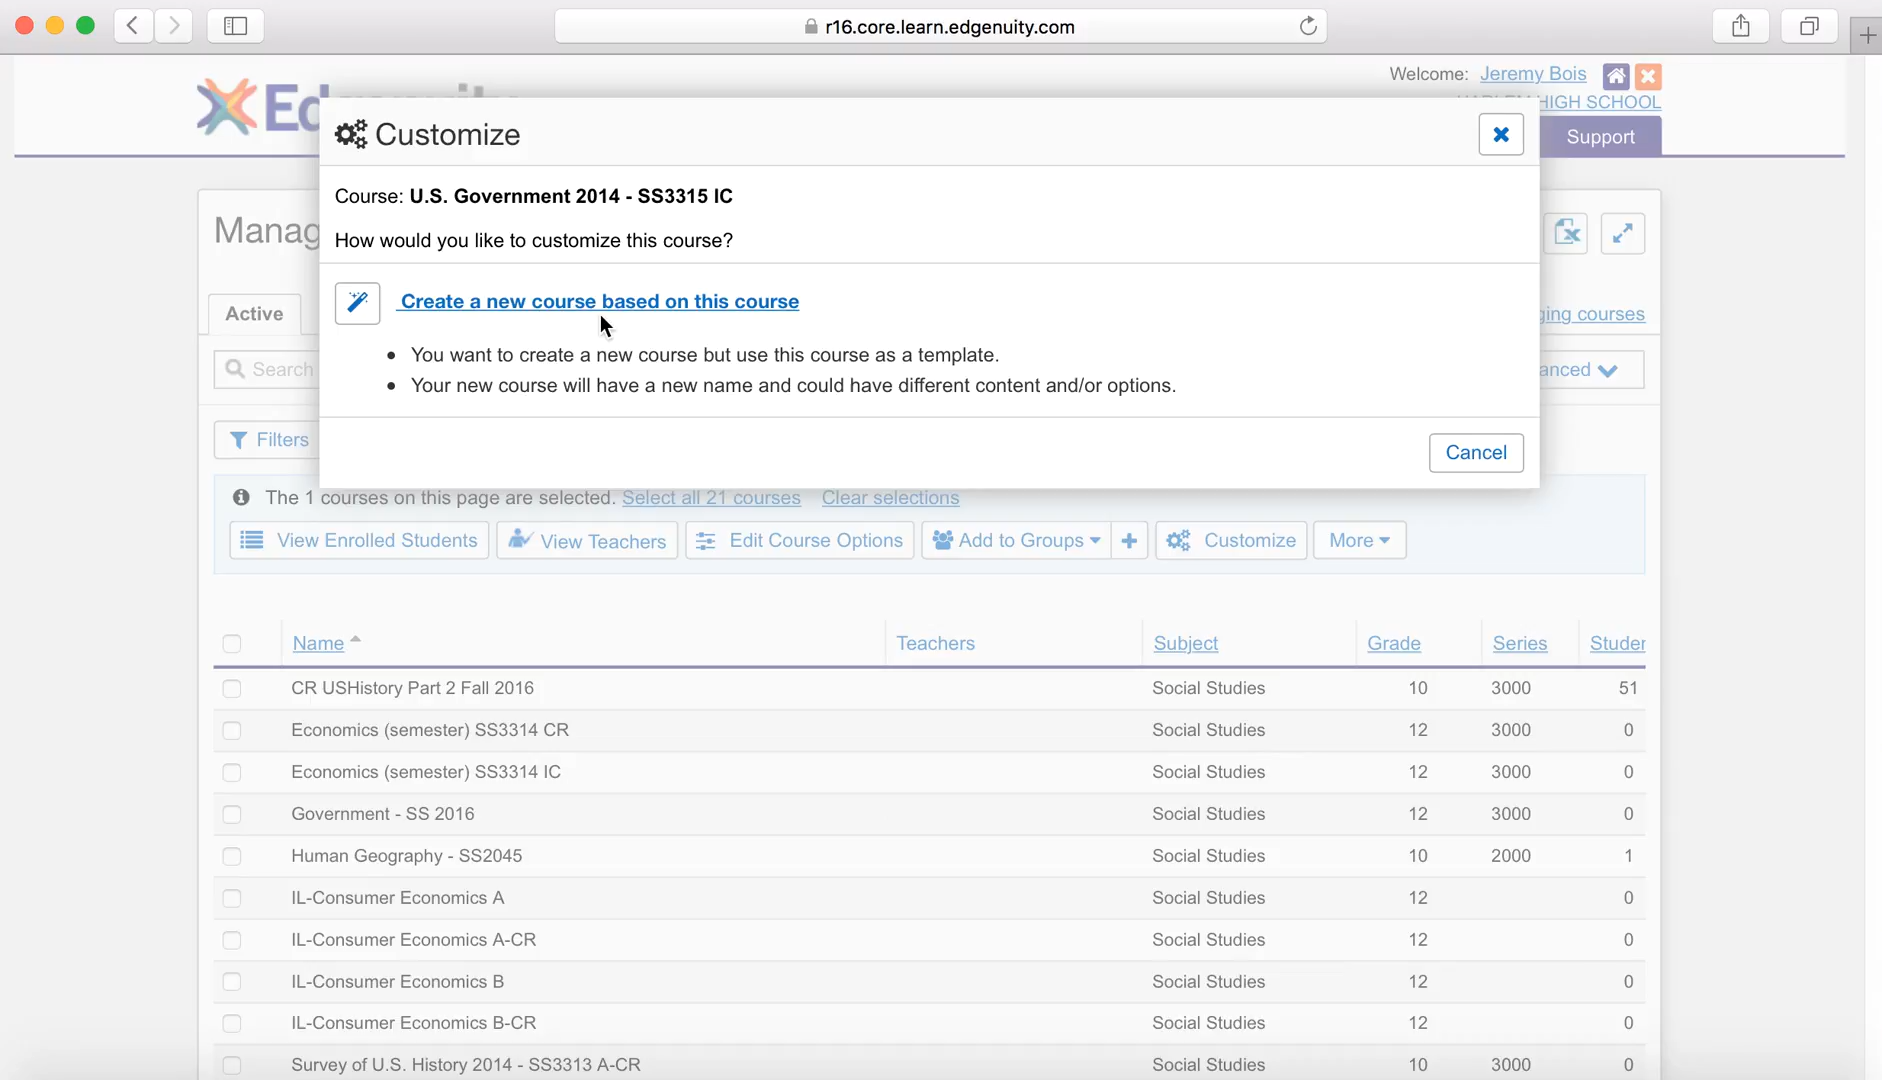 r16.core.learn.edgenuity.com
Welcome: Jeremy Bois
HIGH SCHOOL
Support
Customize
Course: U.S. Government 2014 - SS3315 IC
How would you like to customize this course?
Create a new course based on this course
• You want to create a new course but use this course as a template.
• Your new course will have a new name and could have different content and/or options.
Cancel
Manag
Active
ging courses
Search
anced
Filters
The 1 courses on this page are selected. Select all 21 courses Clear selections
View Enrolled Students View Teachers Edit Course Options Add to Groups + Customize More
Name Teachers Subject Grade Series Studen
CR USHistory Part 2 Fall 2016 Social Studies 10 3000 51
Economics (semester) SS3314 CR Social Studies 12 3000 0
Economics (semester) SS3314 IC Social Studies 12 3000 0
Government - SS 2016 Social Studies 12 3000 0
Human Geography - SS2045 Social Studies 10 2000 1
IL-Consumer Economics A Social Studies 12 0
IL-Consumer Economics A-CR Social Studies 12 0
IL-Consumer Economics B Social Studies 12 0
IL-Consumer Economics B-CR Social Studies 12 0
Survey of U.S. History 2014 - SS3313 A-CR Social Studies 10 3000 0